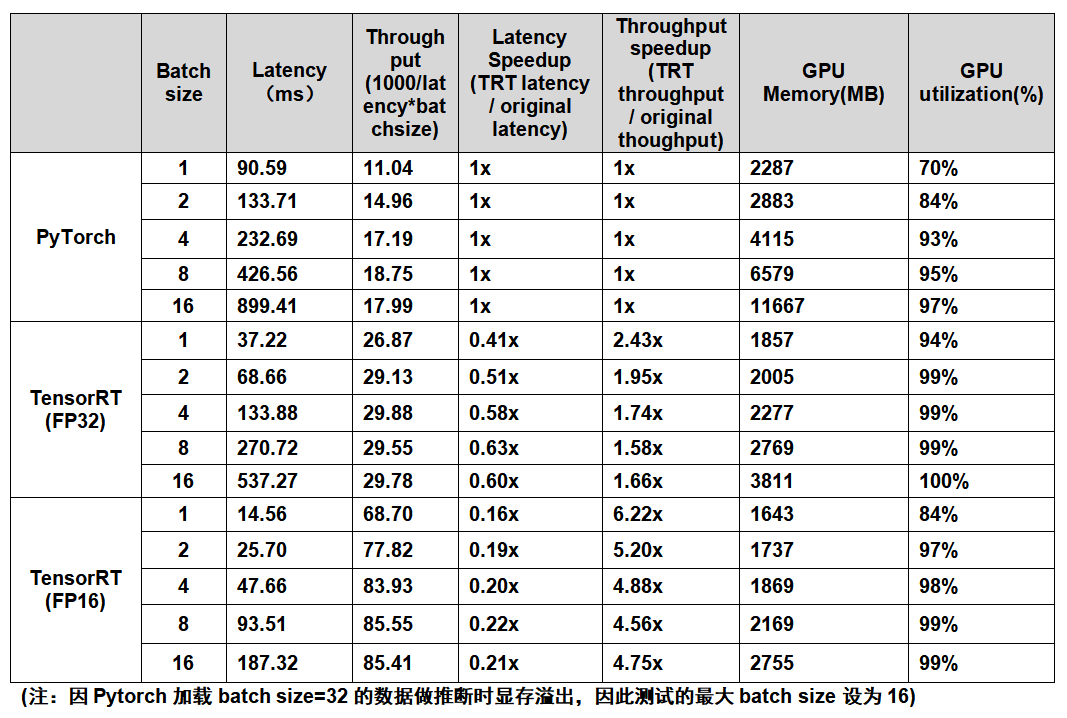 Batch size
Latency（ms）
Throughput (1000/latency*batchsize)
Latency Speedup (TRT latency / original latency)
Throughput speedup (TRT throughput / original thoughput)
GPU Memory(MB)
GPU utilization(%)
PyTorch
1 90.59 11.04 1x 1x 2287 70%
2 133.71 14.96 1x 1x 2883 84%
4 232.69 17.19 1x 1x 4115 93%
8 426.56 18.75 1x 1x 6579 95%
16 899.41 17.99 1x 1x 11667 97%
TensorRT (FP32)
1 37.22 26.87 0.41x 2.43x 1857 94%
2 68.66 29.13 0.51x 1.95x 2005 99%
4 133.88 29.88 0.58x 1.74x 2277 99%
8 270.72 29.55 0.63x 1.58x 2769 99%
16 537.27 29.78 0.60x 1.66x 3811 100%
TensorRT (FP16)
1 14.56 68.70 0.16x 6.22x 1643 84%
2 25.70 77.82 0.19x 5.20x 1737 97%
4 47.66 83.93 0.20x 4.88x 1869 98%
8 93.51 85.55 0.22x 4.56x 2169 99%
16 187.32 85.41 0.21x 4.75x 2755 99%
(注：因 Pytorch 加载 batch size=32 的数据做推断时显存溢出，因此测试的最大 batch size 设为 16)